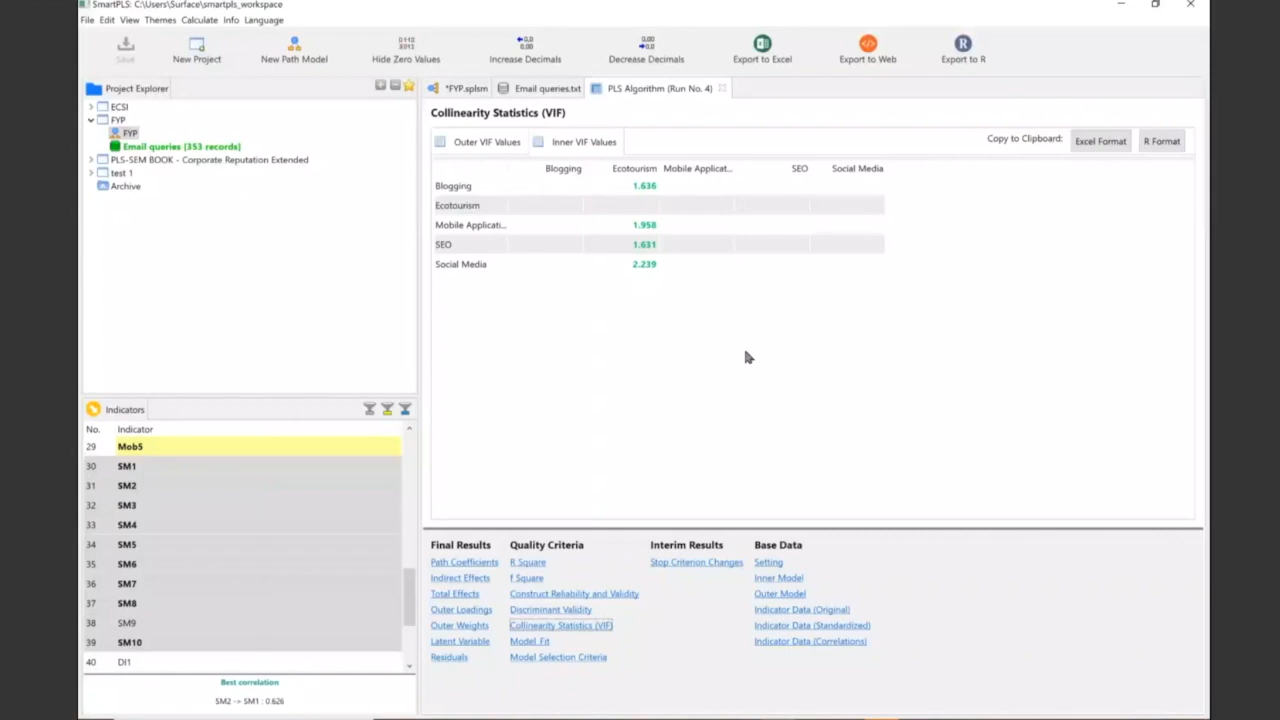 SmartPLS: C:\Users\Surface\smartpls_workspace
File Edit View Themes Calculate Info Language
Save New Project New Path Model Hide Zero Values Increase Decimals Decrease Decimals Export to Excel Export to Web Export to R
Project Explorer
ECSI
FYP
FYP
Email queries [353 records]
PLS-SEM BOOK - Corporate Reputation Extended
test 1
Archive
*FYP.splsm Email queries.txt PLS Algorithm (Run No. 4)
Collinearity Statistics (VIF)
Outer VIF Values Inner VIF Values Copy to Clipboard: Excel Format R Format
Blogging Ecotourism Mobile Applicat... SEO Social Media
Blogging 1.636
Ecotourism
Mobile Applicati... 1.958
SEO 1.631
Social Media 2.239
Indicators
No. Indicator
29 Mob5
30 SM1
31 SM2
32 SM3
33 SM4
34 SM5
35 SM6
36 SM7
37 SM8
38 SM9
39 SM10
40 DI1
Best correlation
SM2 -> SM1 : 0.626
Final Results Quality Criteria Interim Results Base Data
Path Coefficients R Square Stop Criterion Changes Setting
Indirect Effects f Square Inner Model
Total Effects Construct Reliability and Validity Outer Model
Outer Loadings Discriminant Validity Indicator Data (Original)
Outer Weights Collinearity Statistics (VIF) Indicator Data (Standardized)
Latent Variable Model_Fit Indicator Data (Correlations)
Residuals Model Selection Criteria